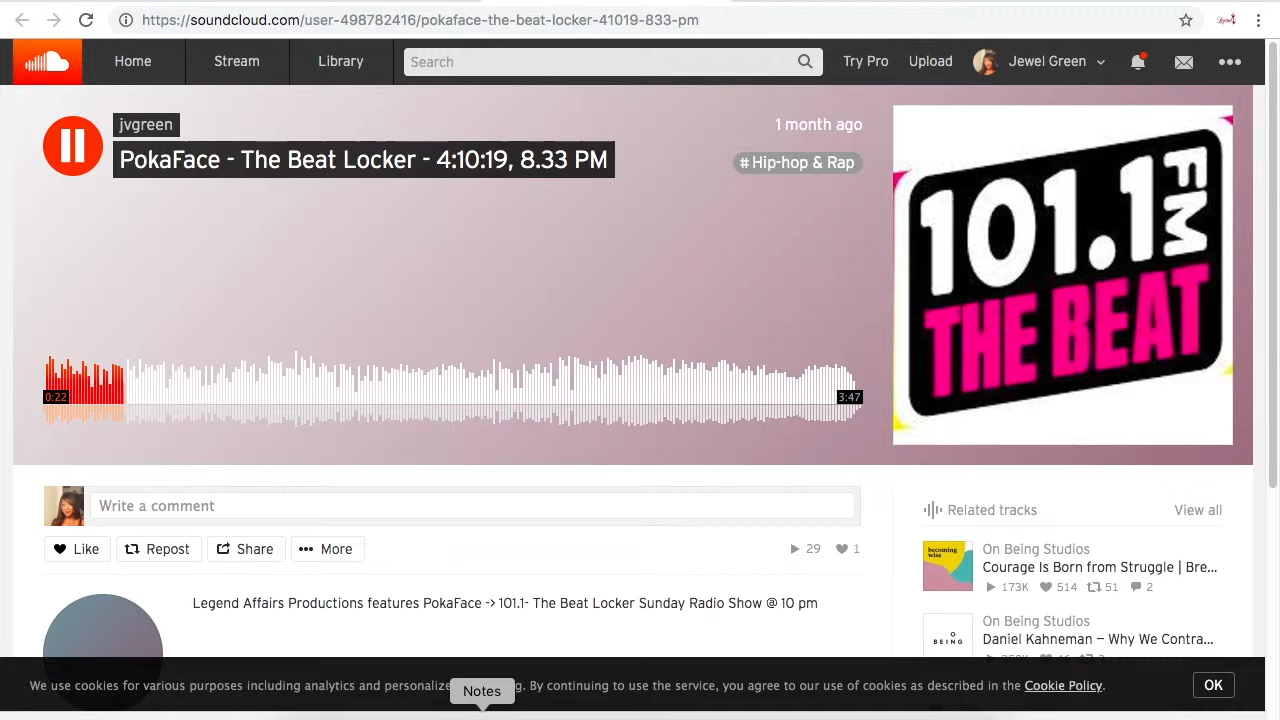 https://soundcloud.com/user-498782416/pokaface-the-beat-locker-41019-833-pm
Home
Stream
Library
Search
Try Pro
Upload
Jewel Green
jvgreen
1 month ago
PokaFace - The Beat Locker - 4:10:19, 8.33 PM
# Hip-hop & Rap
101.1 FM
THE BEAT
0:22
3:47
Write a comment
Like
Repost
Share
More
29
1
Related tracks
View all
becoming
wise
On Being Studios
Courage Is Born from Struggle | Bre...
173K
514
51
2
Legend Affairs Productions features PokaFace -> 101.1- The Beat Locker Sunday Radio Show @ 10 pm
BEING
On Being Studios
Daniel Kahneman — Why We Contra...
We use cookies for various purposes including analytics and personalize
g. By continuing to use the service, you agree to our use of cookies as described in the Cookie Policy.
OK
Notes